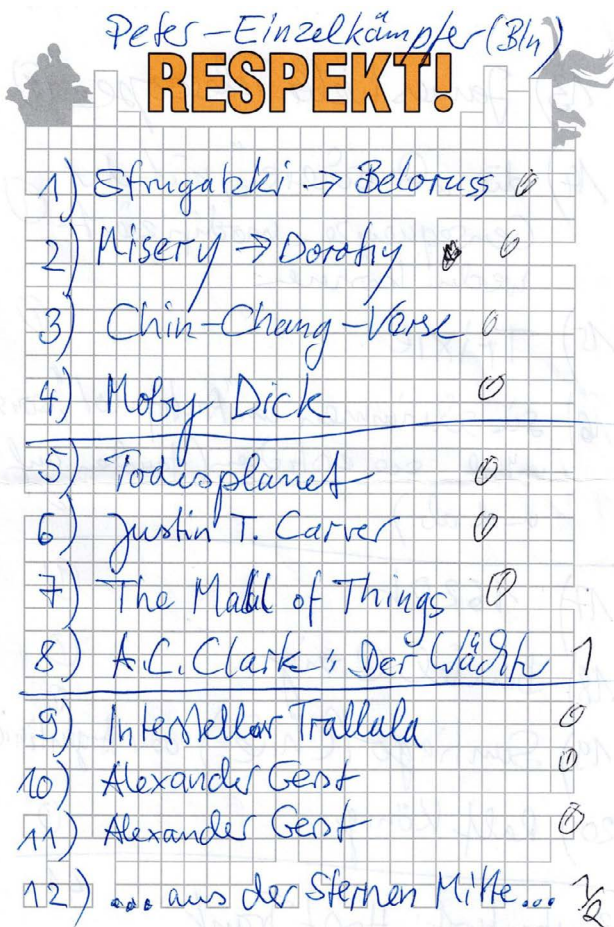 Peter-Einzelkämpfer (Bln)
RESPEKT!
1) Strugatzki → Beloruss 0
2) Misery → Dorothy 0
3) Chin-Chang-Varse 0
4) Moby Dick 0
5) Todesplanet 0
6) Justin T. Carver 0
7) The Mall of Things 0
8) A.C. Clark: Der Wächter 1
9) Interstellar Trallala 0
10) Alexander Gerst 0
11) Alexander Gerst 0
12) ... aus der Sternen Mitte... 1/2